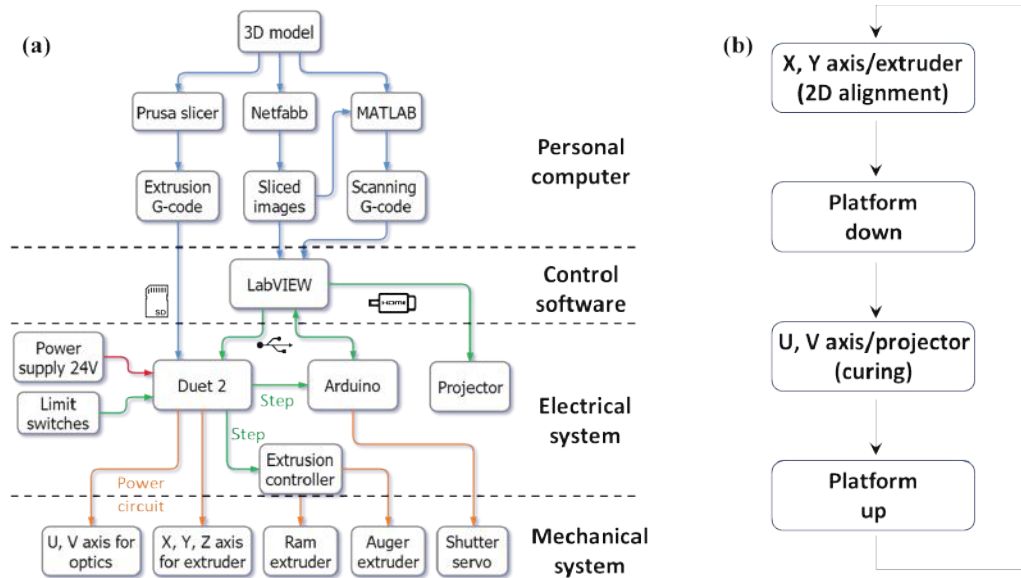 (a)
3D model
Prusa slicer
Netfabb
MATLAB
Personal
computer
Extrusion
G-code
Sliced
images
Scanning
G-code
LabVIEW
Control
software
SD
HDMI
Power
supply 24V
Limit
switches
Duet 2
Step
Arduino
Projector
Electrical
system
Step
Extrusion
controller
Power
circuit
U, V axis for
optics
X, Y, Z axis
for extruder
Ram
extruder
Auger
extruder
Shutter
servo
Mechanical
system
(b)
X, Y axis/extruder
(2D alignment)
Platform
down
U, V axis/projector
(curing)
Platform
up